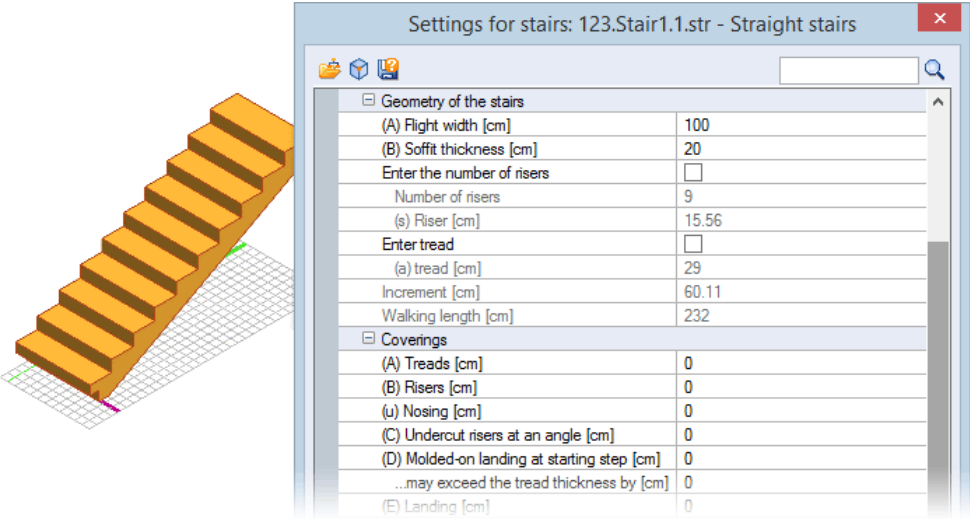 Settings for stairs: 123.Stair1.1.str - Straight stairs
Geometry of the stairs
(A) Flight width [cm] 100
(B) Soffit thickness [cm] 20
Enter the number of risers
Number of risers 9
(s) Riser [cm] 15.56
Enter tread
(a) tread [cm] 29
Increment [cm] 60.11
Walking length [cm] 232
Coverings
(A) Treads [cm] 0
(B) Risers [cm] 0
(u) Nosing [cm] 0
(C) Undercut risers at an angle [cm] 0
(D) Molded-on landing at starting step [cm] 0
...may exceed the tread thickness by [cm] 0
(E) Landing [cm] 0